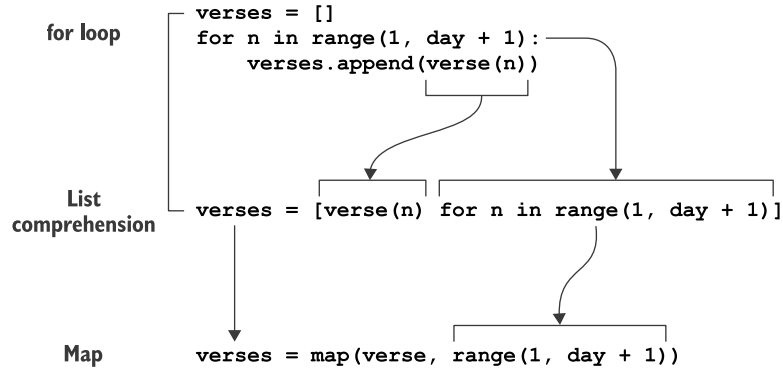 for loop
verses = []
for n in range(1, day + 1):
    verses.append(verse(n))
List
comprehension
verses = [verse(n) for n in range(1, day + 1)]
Map
verses = map(verse, range(1, day + 1))